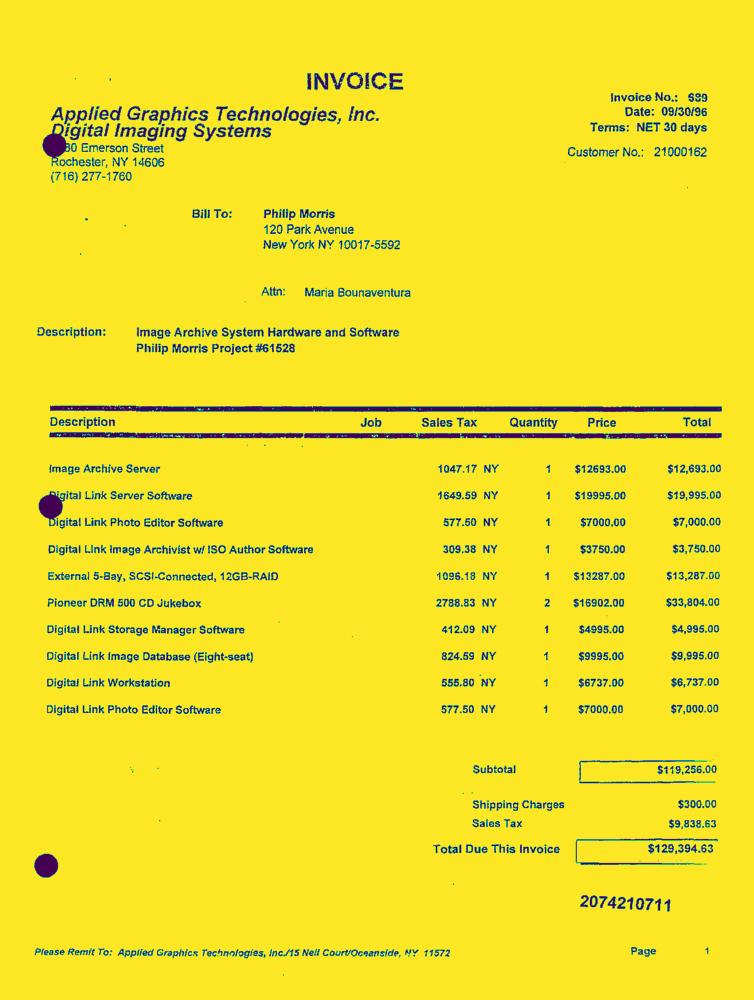 INVOICE
Applied Graphics Technologies, Inc.
Digital Imaging Systems
Emerson Street
Rochester, NY 14606
(716) 277-1760
Invoice No.: 689
Date: 09/30/96
Terms: NET 30 days
Customer No.: 21000162
Bill To: Philip Morris
120 Park Avenue
New York NY 10017-5592
Attn: Maria Bounaventura
Description: Image Archive System Hardware and Software
Philip Morris Project #61528
Description Job Sales Tax Quantity Price Total
Image Archive Server 1047.17 NY 1 $12693.00 $12,693.00
Digital Link Server Software 1649.59 NY 1 $19995.00 $19,995.00
Digital Link Photo Editor Software 577.50 NY 1 $7000.00 $7,000.00
Digital Link Image Archivist w/ ISO Author Software 309.38 NY 1 $3750.00 $3,750.00
External 5-Bay, SCSI-Connected, 12GB-RAID 1096.18 NY 1 $13287.00 $13,287.00
Pioneer DRM 500 CD Jukebox 2788.83 NY 2 $16902.00 $33,804.00
Digital Link Storage Manager Software 412.09 NY 1 $4995.00 $4,995.00
Digital Link Image Database (Eight-seat) 824.59 NY 1 $9995.00 $9,995.00
Digital Link Workstation 555.80 NY 1 $6737.00 $6,737.00
Digital Link Photo Editor Software 577.50 NY 1 $7000.00 $7,000.00
Subtotal $119,256.00
Shipping Charges $300.00
Sales Tax $9,838.63
Total Due This Invoice $129,394.63
2074210711
Please Remit To: Applied Graphics Technologies, Inc./15 Neil Court/Oceanside, NY 11572
Page 1